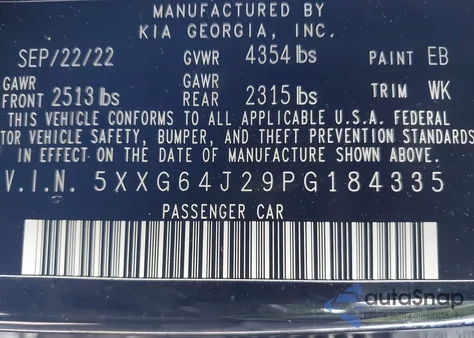 MANUFACTURED BY
KIA GEORGIA, INC.
SEP/22/22 GVWR 4354 lbs PAINT EB
GAWR FRONT 2513 lbs GAWR REAR 2315 lbs TRIM WK
THIS VEHICLE CONFORMS TO ALL APPLICABLE U.S.A. FEDERAL
TOR VEHICLE SAFETY, BUMPER, AND THEFT PREVENTION STANDARDS
IN EFFECT ON THE DATE OF MANUFACTURE SHOWN ABOVE.
V.I.N. 5XXG64J29PG184335
PASSENGER CAR
autoSnap